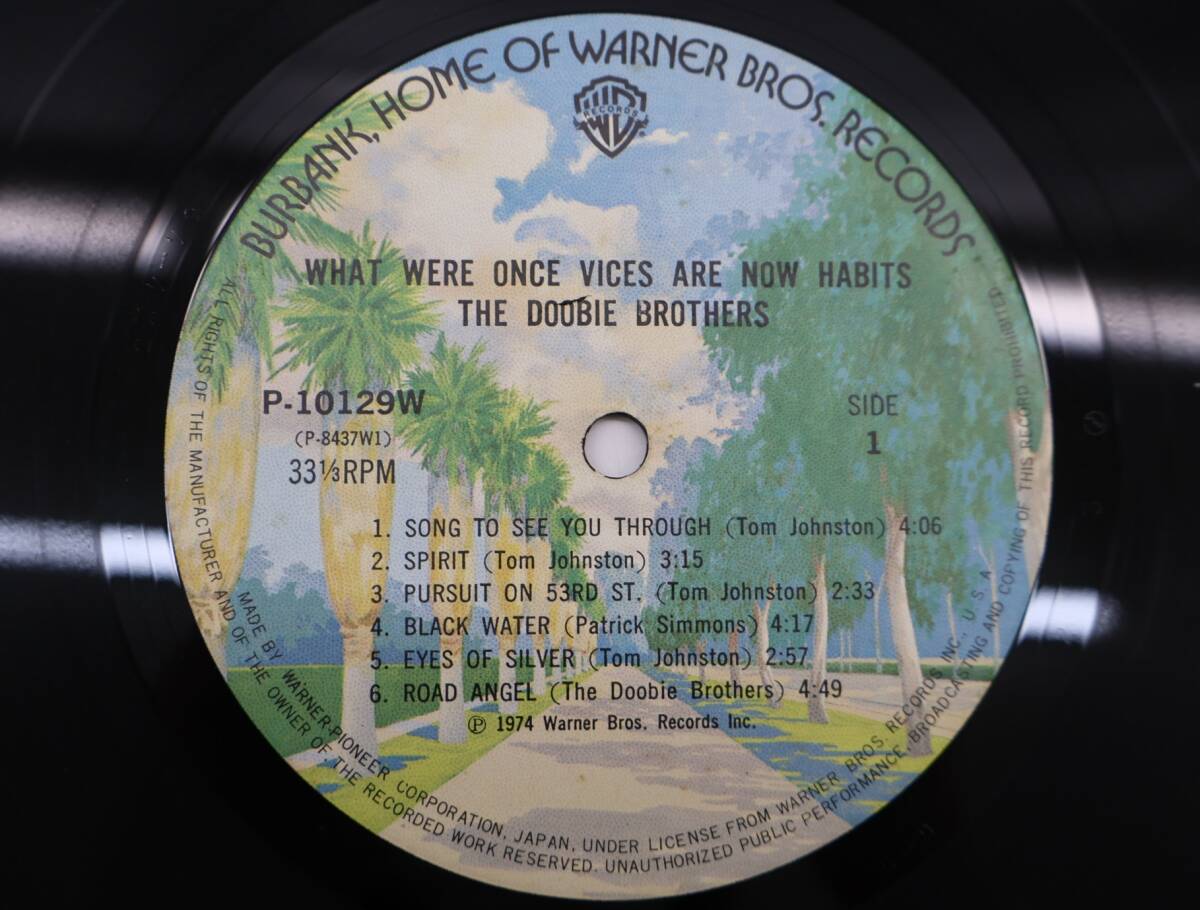 BURBANK, HOME OF WARNER BROS. RECORDS
RECORDS
WHAT WERE ONCE VICES ARE NOW HABITS
THE DOOBIE BROTHERS
P-10129W
(P-8437W1)
33⅓RPM
SIDE
1
1. SONG TO SEE YOU THROUGH (Tom Johnston) 4:06
2. SPIRIT (Tom Johnston) 3:15
3. PURSUIT ON 53RD ST. (Tom Johnston) 2:33
4. BLACK WATER (Patrick Simmons) 4:17
5. EYES OF SILVER (Tom Johnston) 2:57
6. ROAD ANGEL (The Doobie Brothers) 4:49
Ⓟ 1974 Warner Bros. Records Inc.
MADE BY WARNER-PIONEER CORPORATION, JAPAN, UNDER LICENSE FROM WARNER BROS. RECORDS INC., U.S.A.
ALL RIGHTS OF THE MANUFACTURER AND OF THE OWNER OF THE RECORDED WORK RESERVED. UNAUTHORIZED PUBLIC PERFORMANCE, BROADCASTING AND COPYING OF THIS RECORD PROHIBITED.